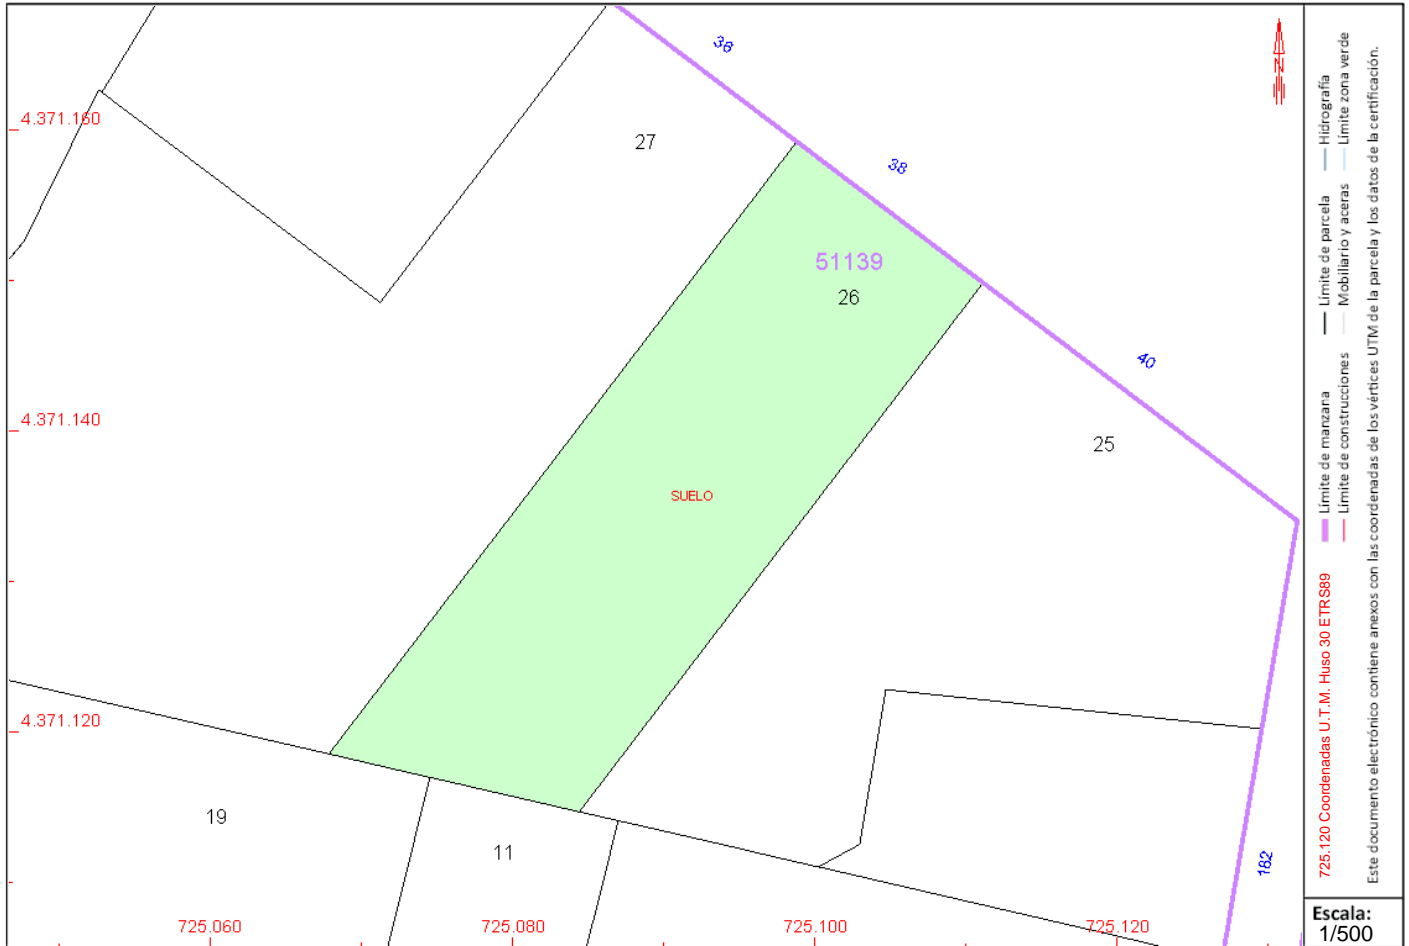 36
4.371.160
27
38
51139
26
40
4.371.140
25
SUELO
4.371.120
19
11
182
725.060
725.080
725.100
725.120
N
725.120 Coordenadas U.T.M. Huso 30 ETRS89
Límite de manzana
Límite de parcela
Hidrografía
Límite de construcciones
Mobiliario y aceras
Límite zona verde
Este documento electrónico contiene anexos con las coordenadas de los vértices UTM de la parcela y los datos de la certificación.
Escala:
1/500